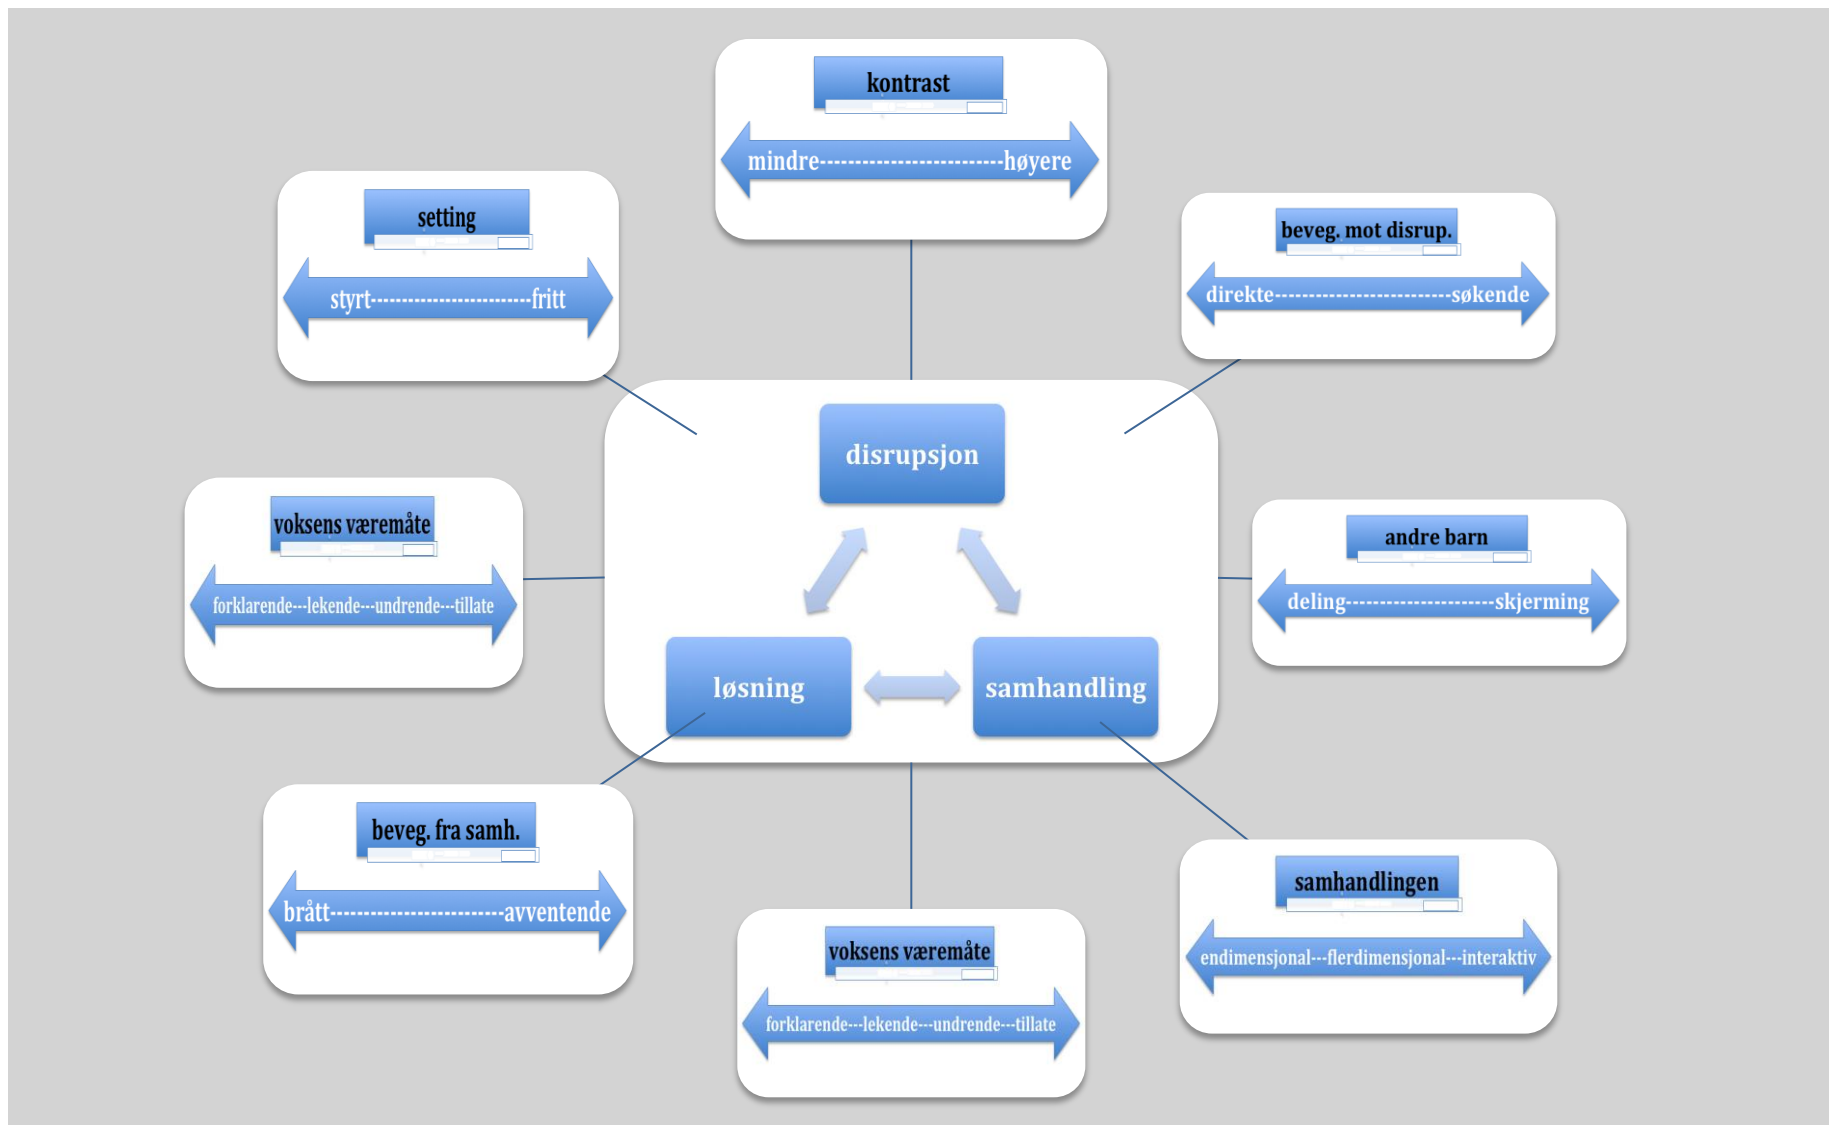 kontrast
mindre--------------------------høyere
setting
styrt-------------------------fritt
beveg. mot disrup.
direkte--------------------------søkende
disrupsjon
voksens væremåte
forklarende---lekende---undrende---tillate
andre barn
deling----------------------skjerming
løsning
samhandling
beveg. fra samh.
brått--------------------------avventende
samhandlingen
endimensjonal---flerdimensjonal---interaktiv
voksens væremåte
forklarende---lekende---undrende---tillate